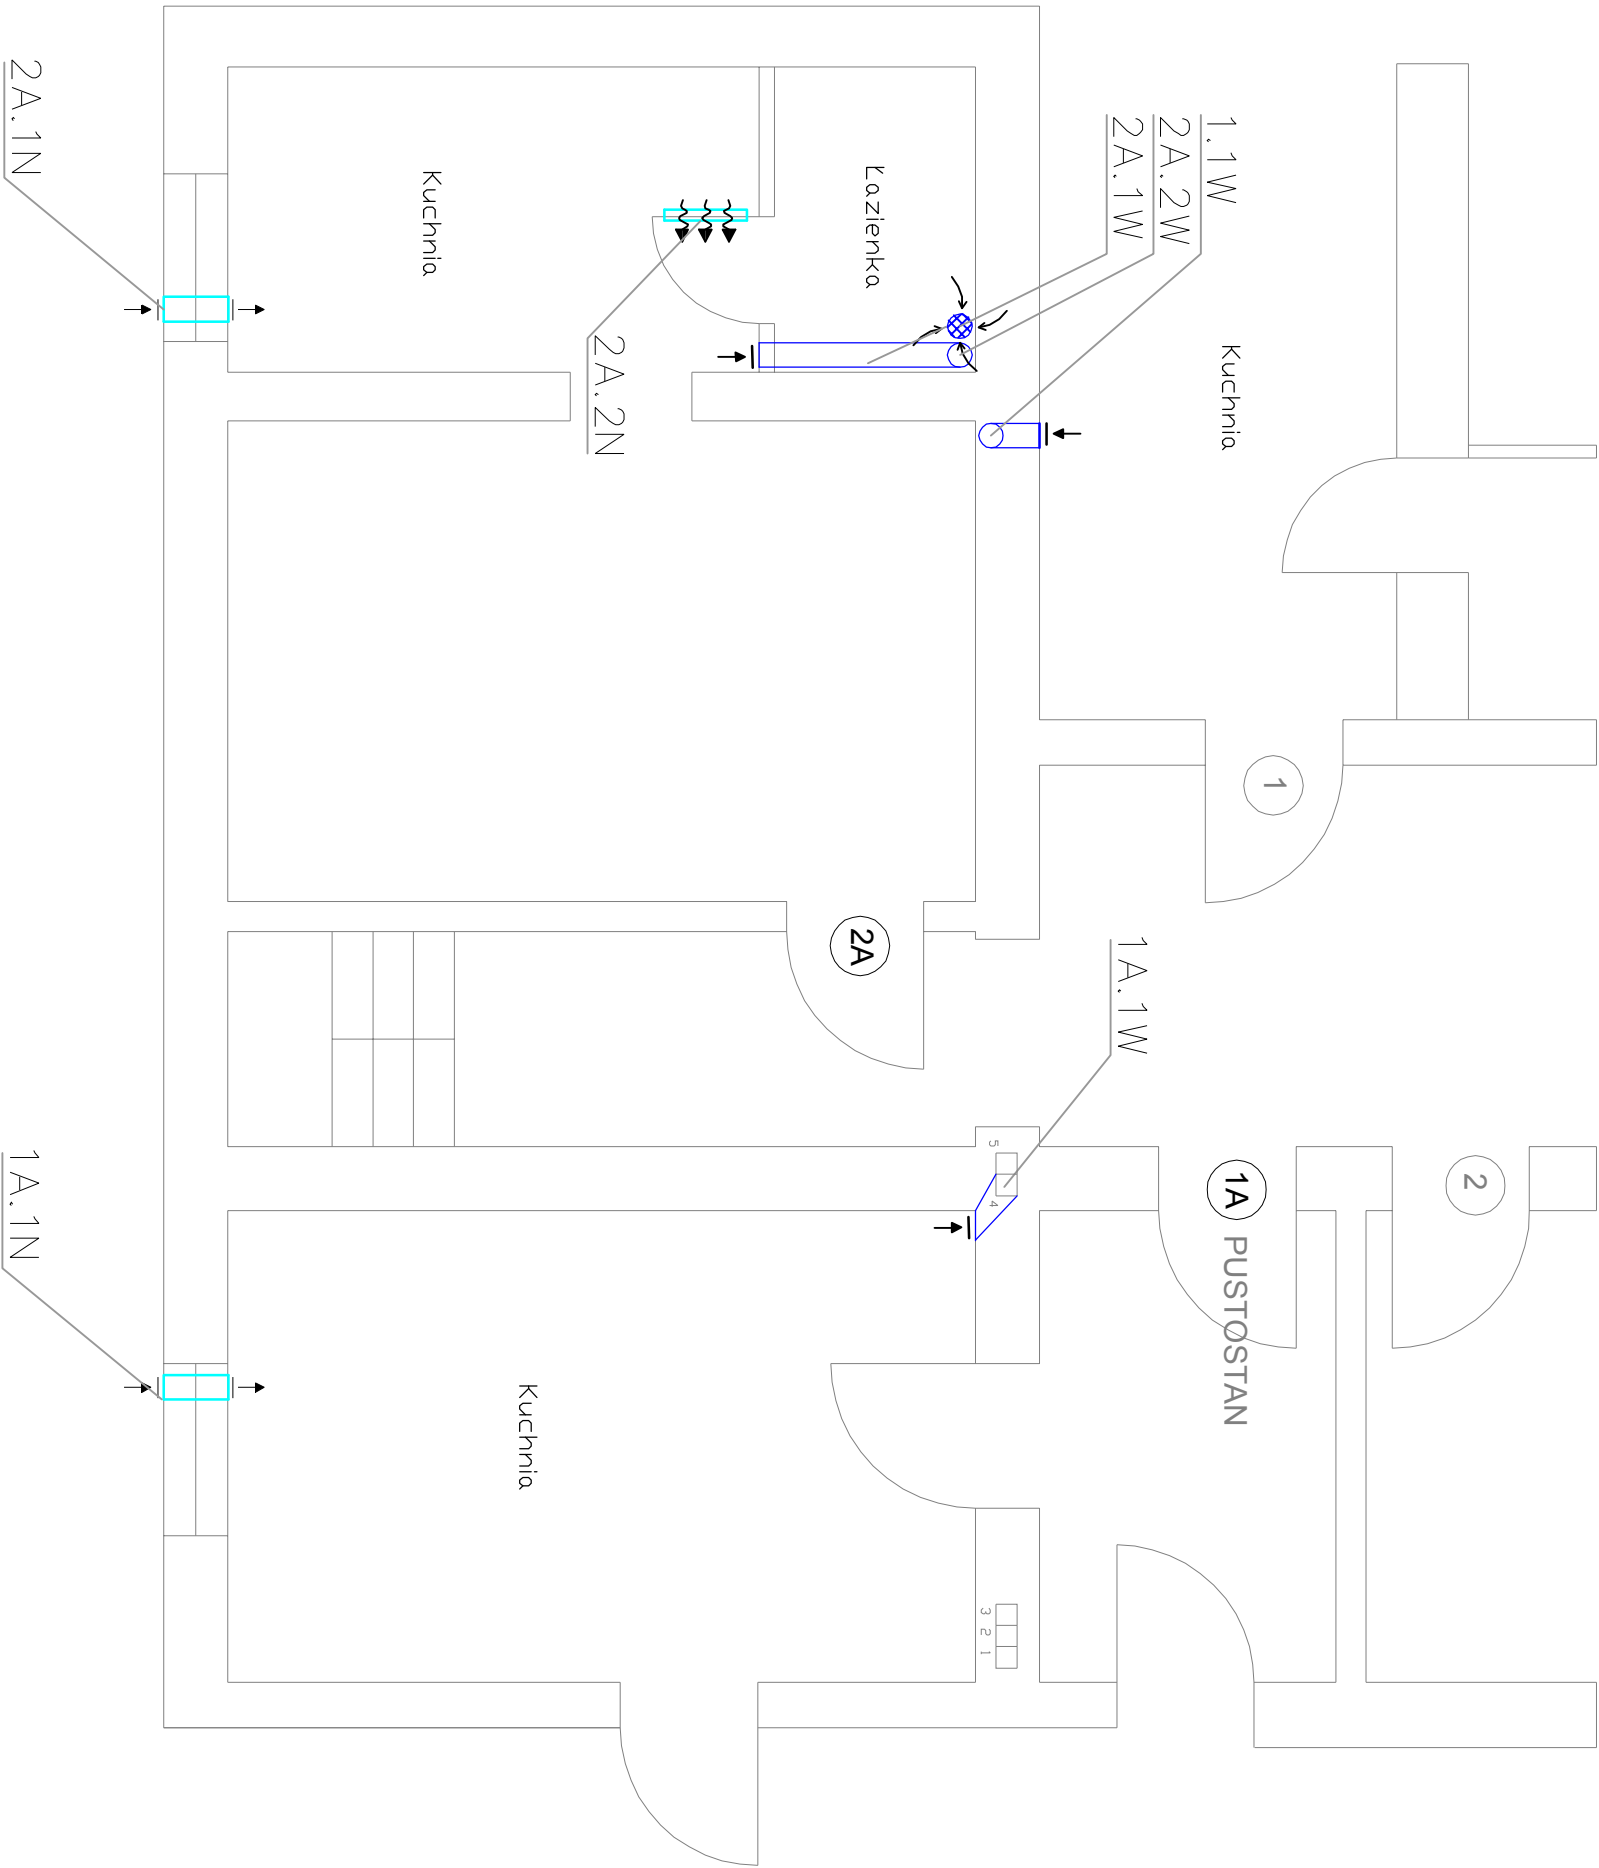 1.1W
2A.2W
2A.1W
Kuchnia
Łazienka
Kuchnia
2A.1N
2A.2N
1
2A
1A.1W
2
1A
PUSTOSTAN
5
4
1A.1N
Kuchnia
3 2 1